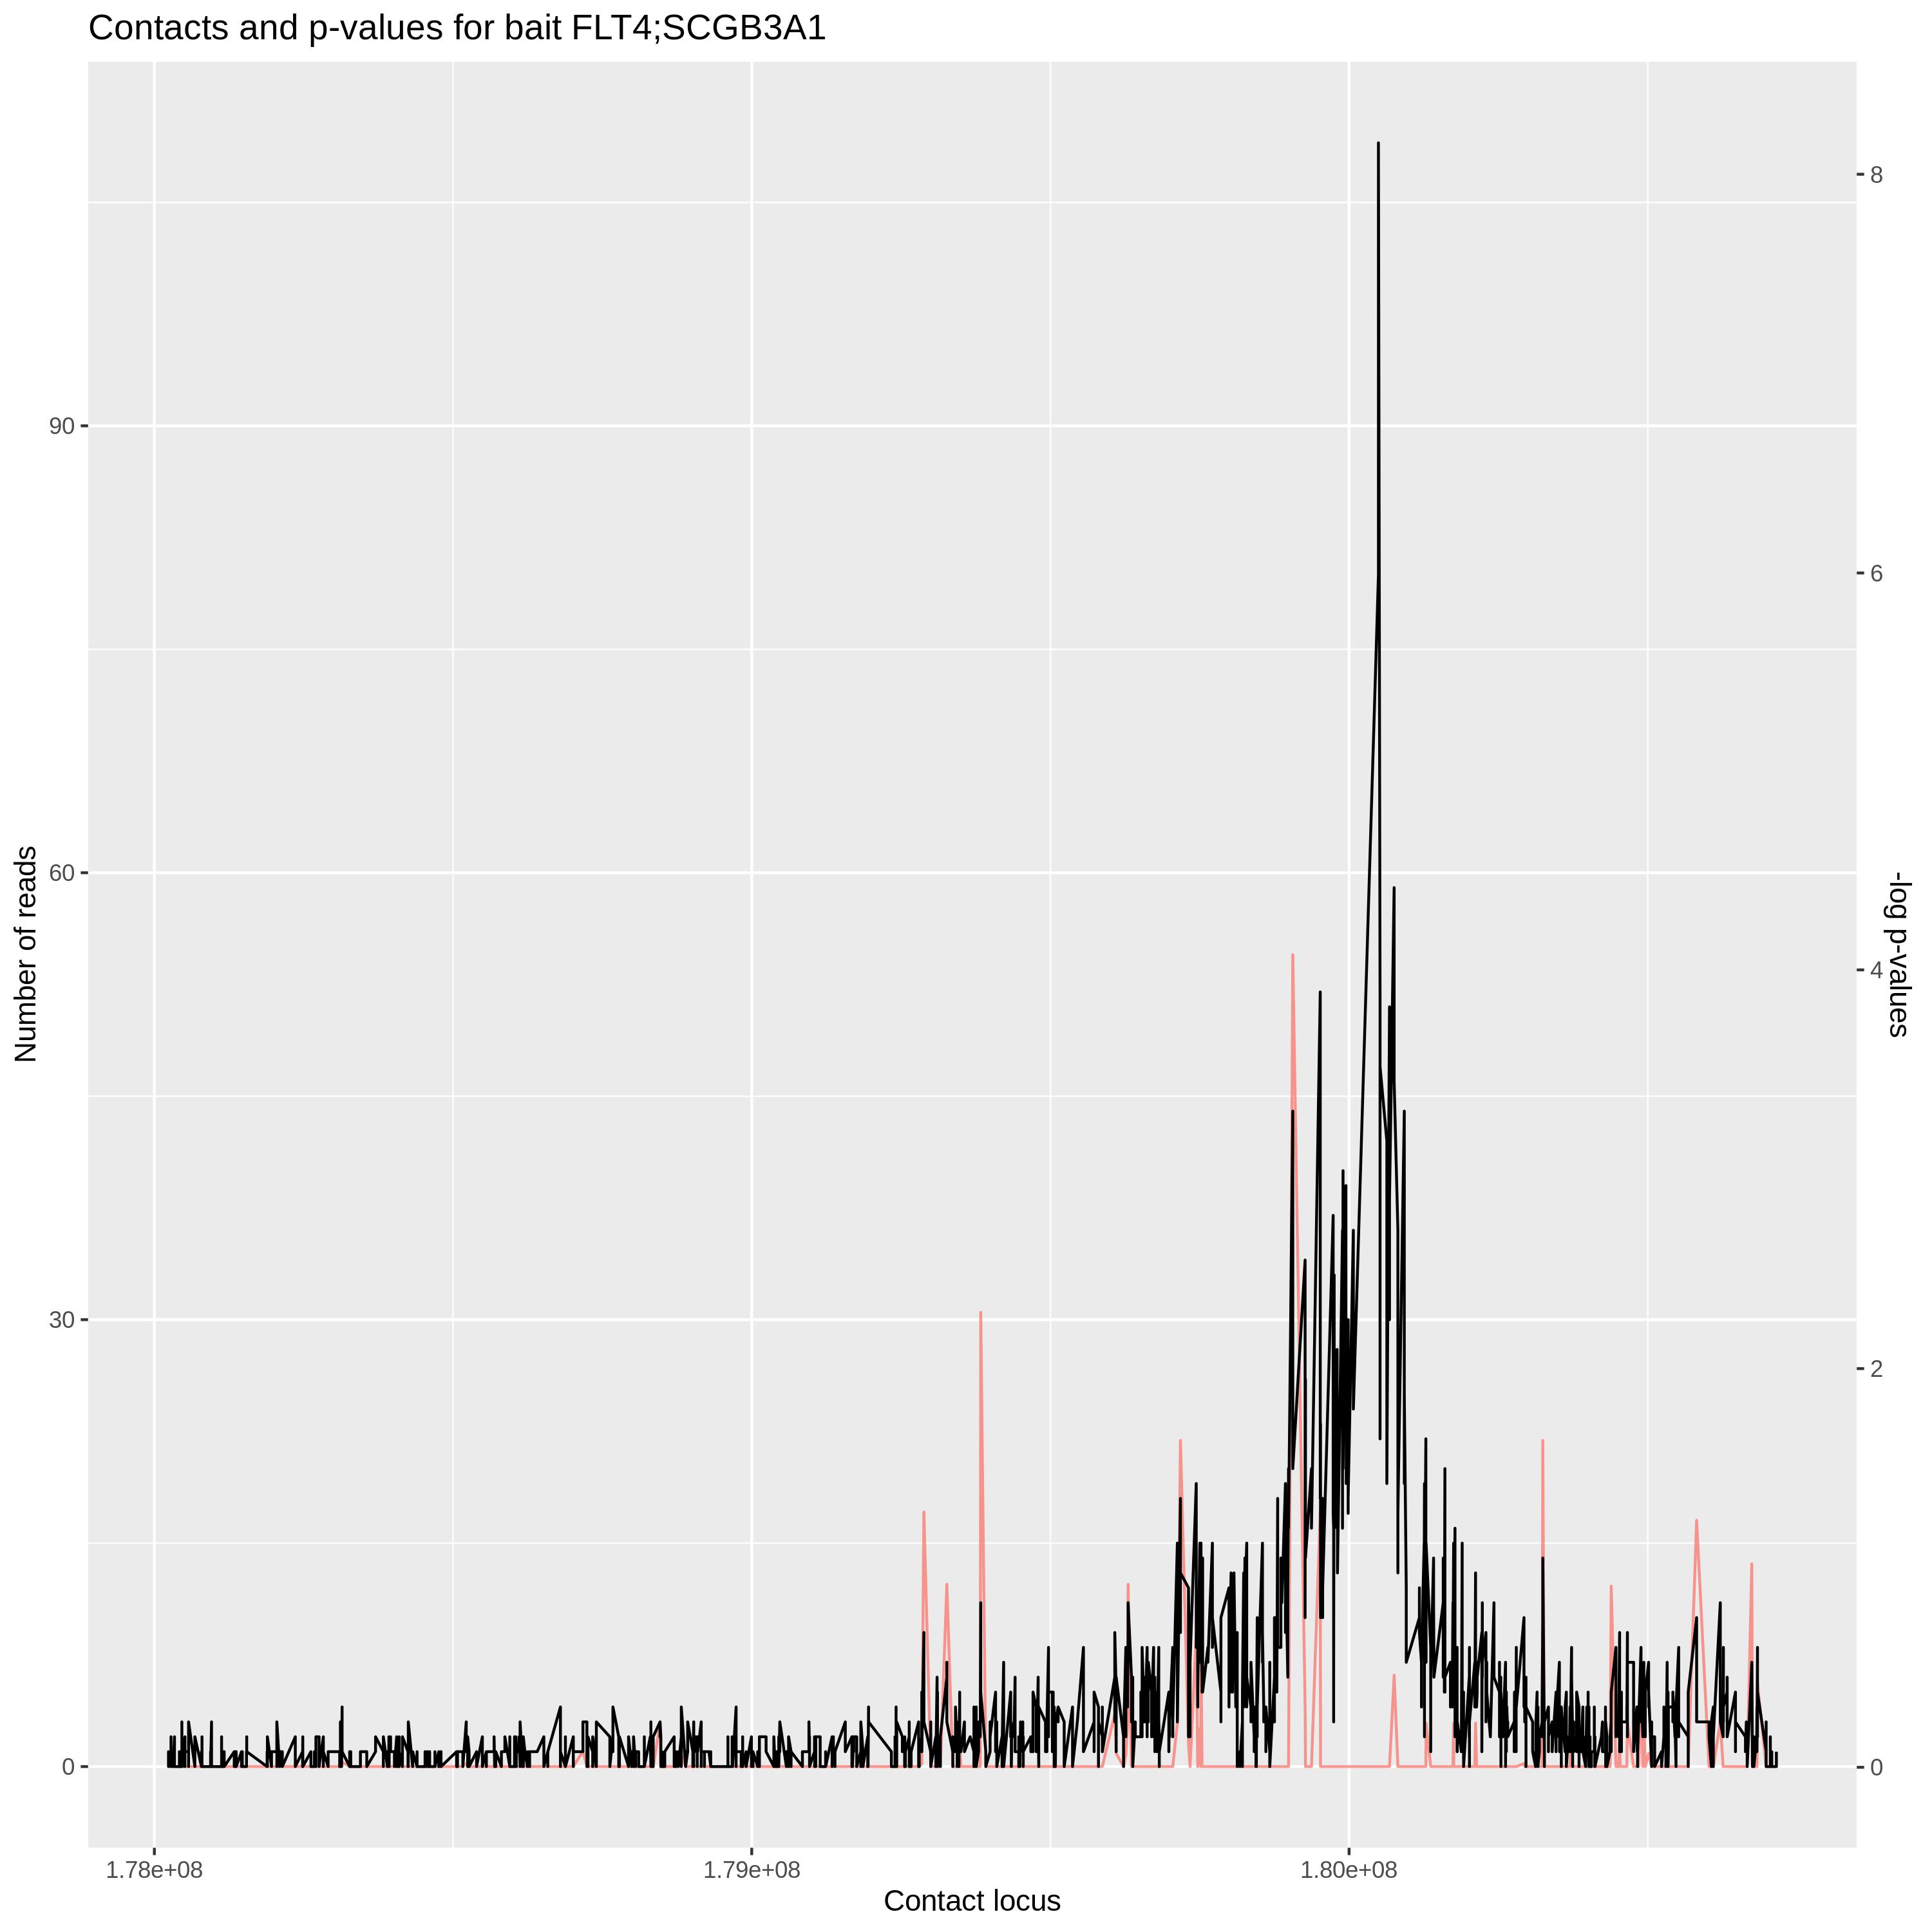 Contacts and p-values for bait FLT4;SCGB3A1
Number of reads
90
60
30
0
8
6
4
2
0
-log p-values
1.78e+08
1.79e+08
1.80e+08
Contact locus